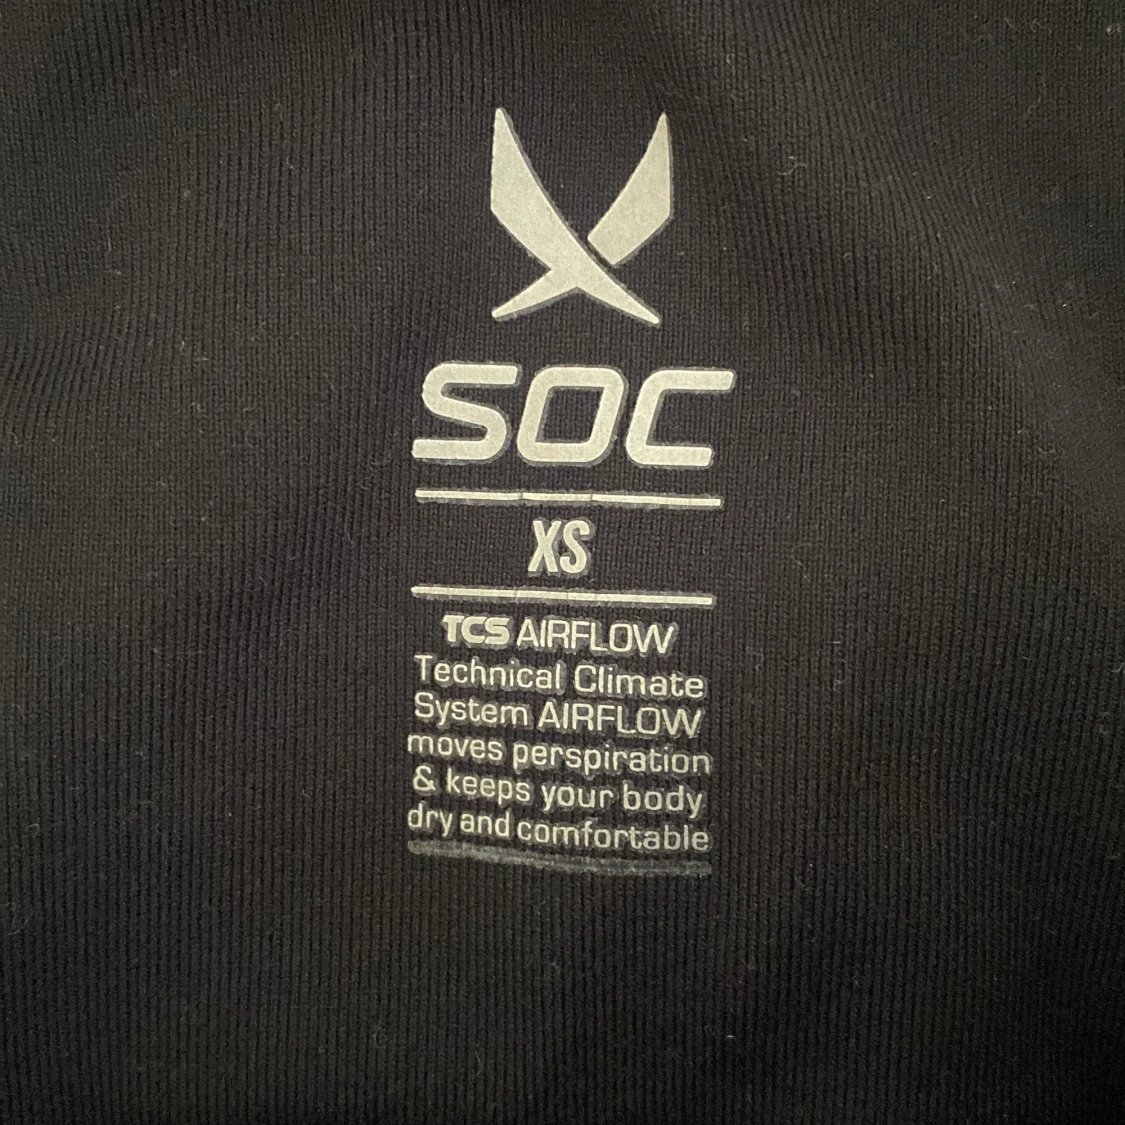 SOC
XS
TCS AIRFLOW
Technical Climate
System AIRFLOW
moves perspiration
& keeps your body
dry and comfortable